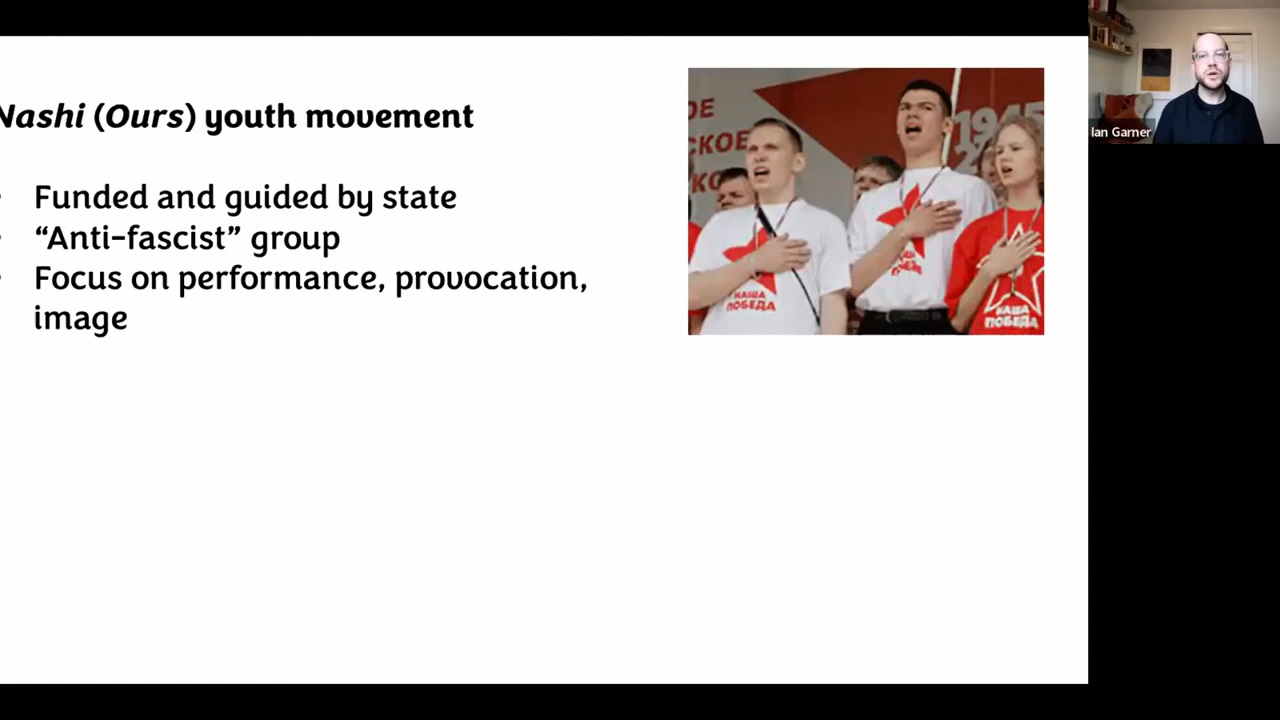 Nashi (Ours) youth movement
Funded and guided by state
“Anti-fascist” group
Focus on performance, provocation,
image
1945
НАША
ПОБЕДА
НАША
ПОБЕДА
Ian Garner